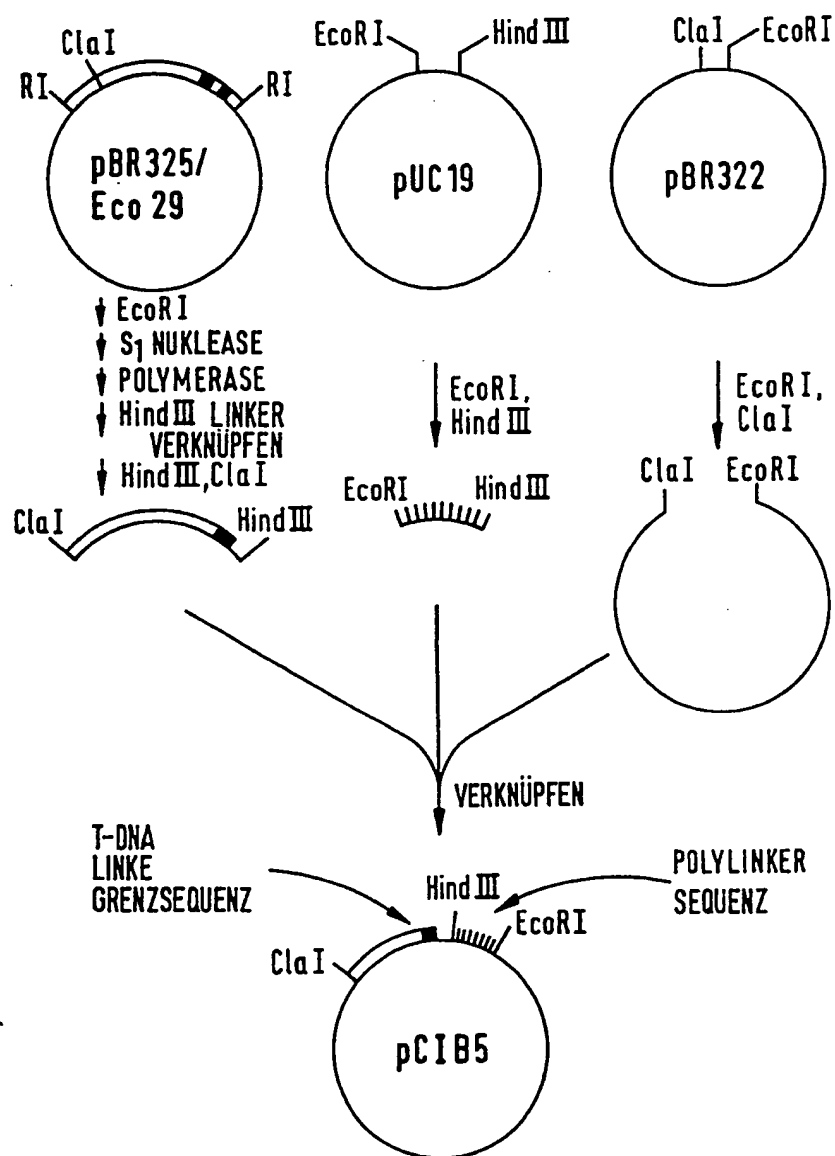 ClaI
RI
RI
pBR325/
Eco 29
EcoRI
HindIII
pUC19
ClaI
EcoRI
pBR322
EcoRI
S1 NUKLEASE
POLYMERASE
HindIII LINKER
VERKNÜPFEN
HindIII, ClaI
EcoRI,
HindIII
EcoRI,
ClaI
ClaI
HindIII
EcoRI
HindIII
ClaI
EcoRI
VERKNÜPFEN
T-DNA
LINKE
GRENZSEQUENZ
POLYLINKER
SEQUENZ
HindIII
EcoRI
ClaI
pCIB5